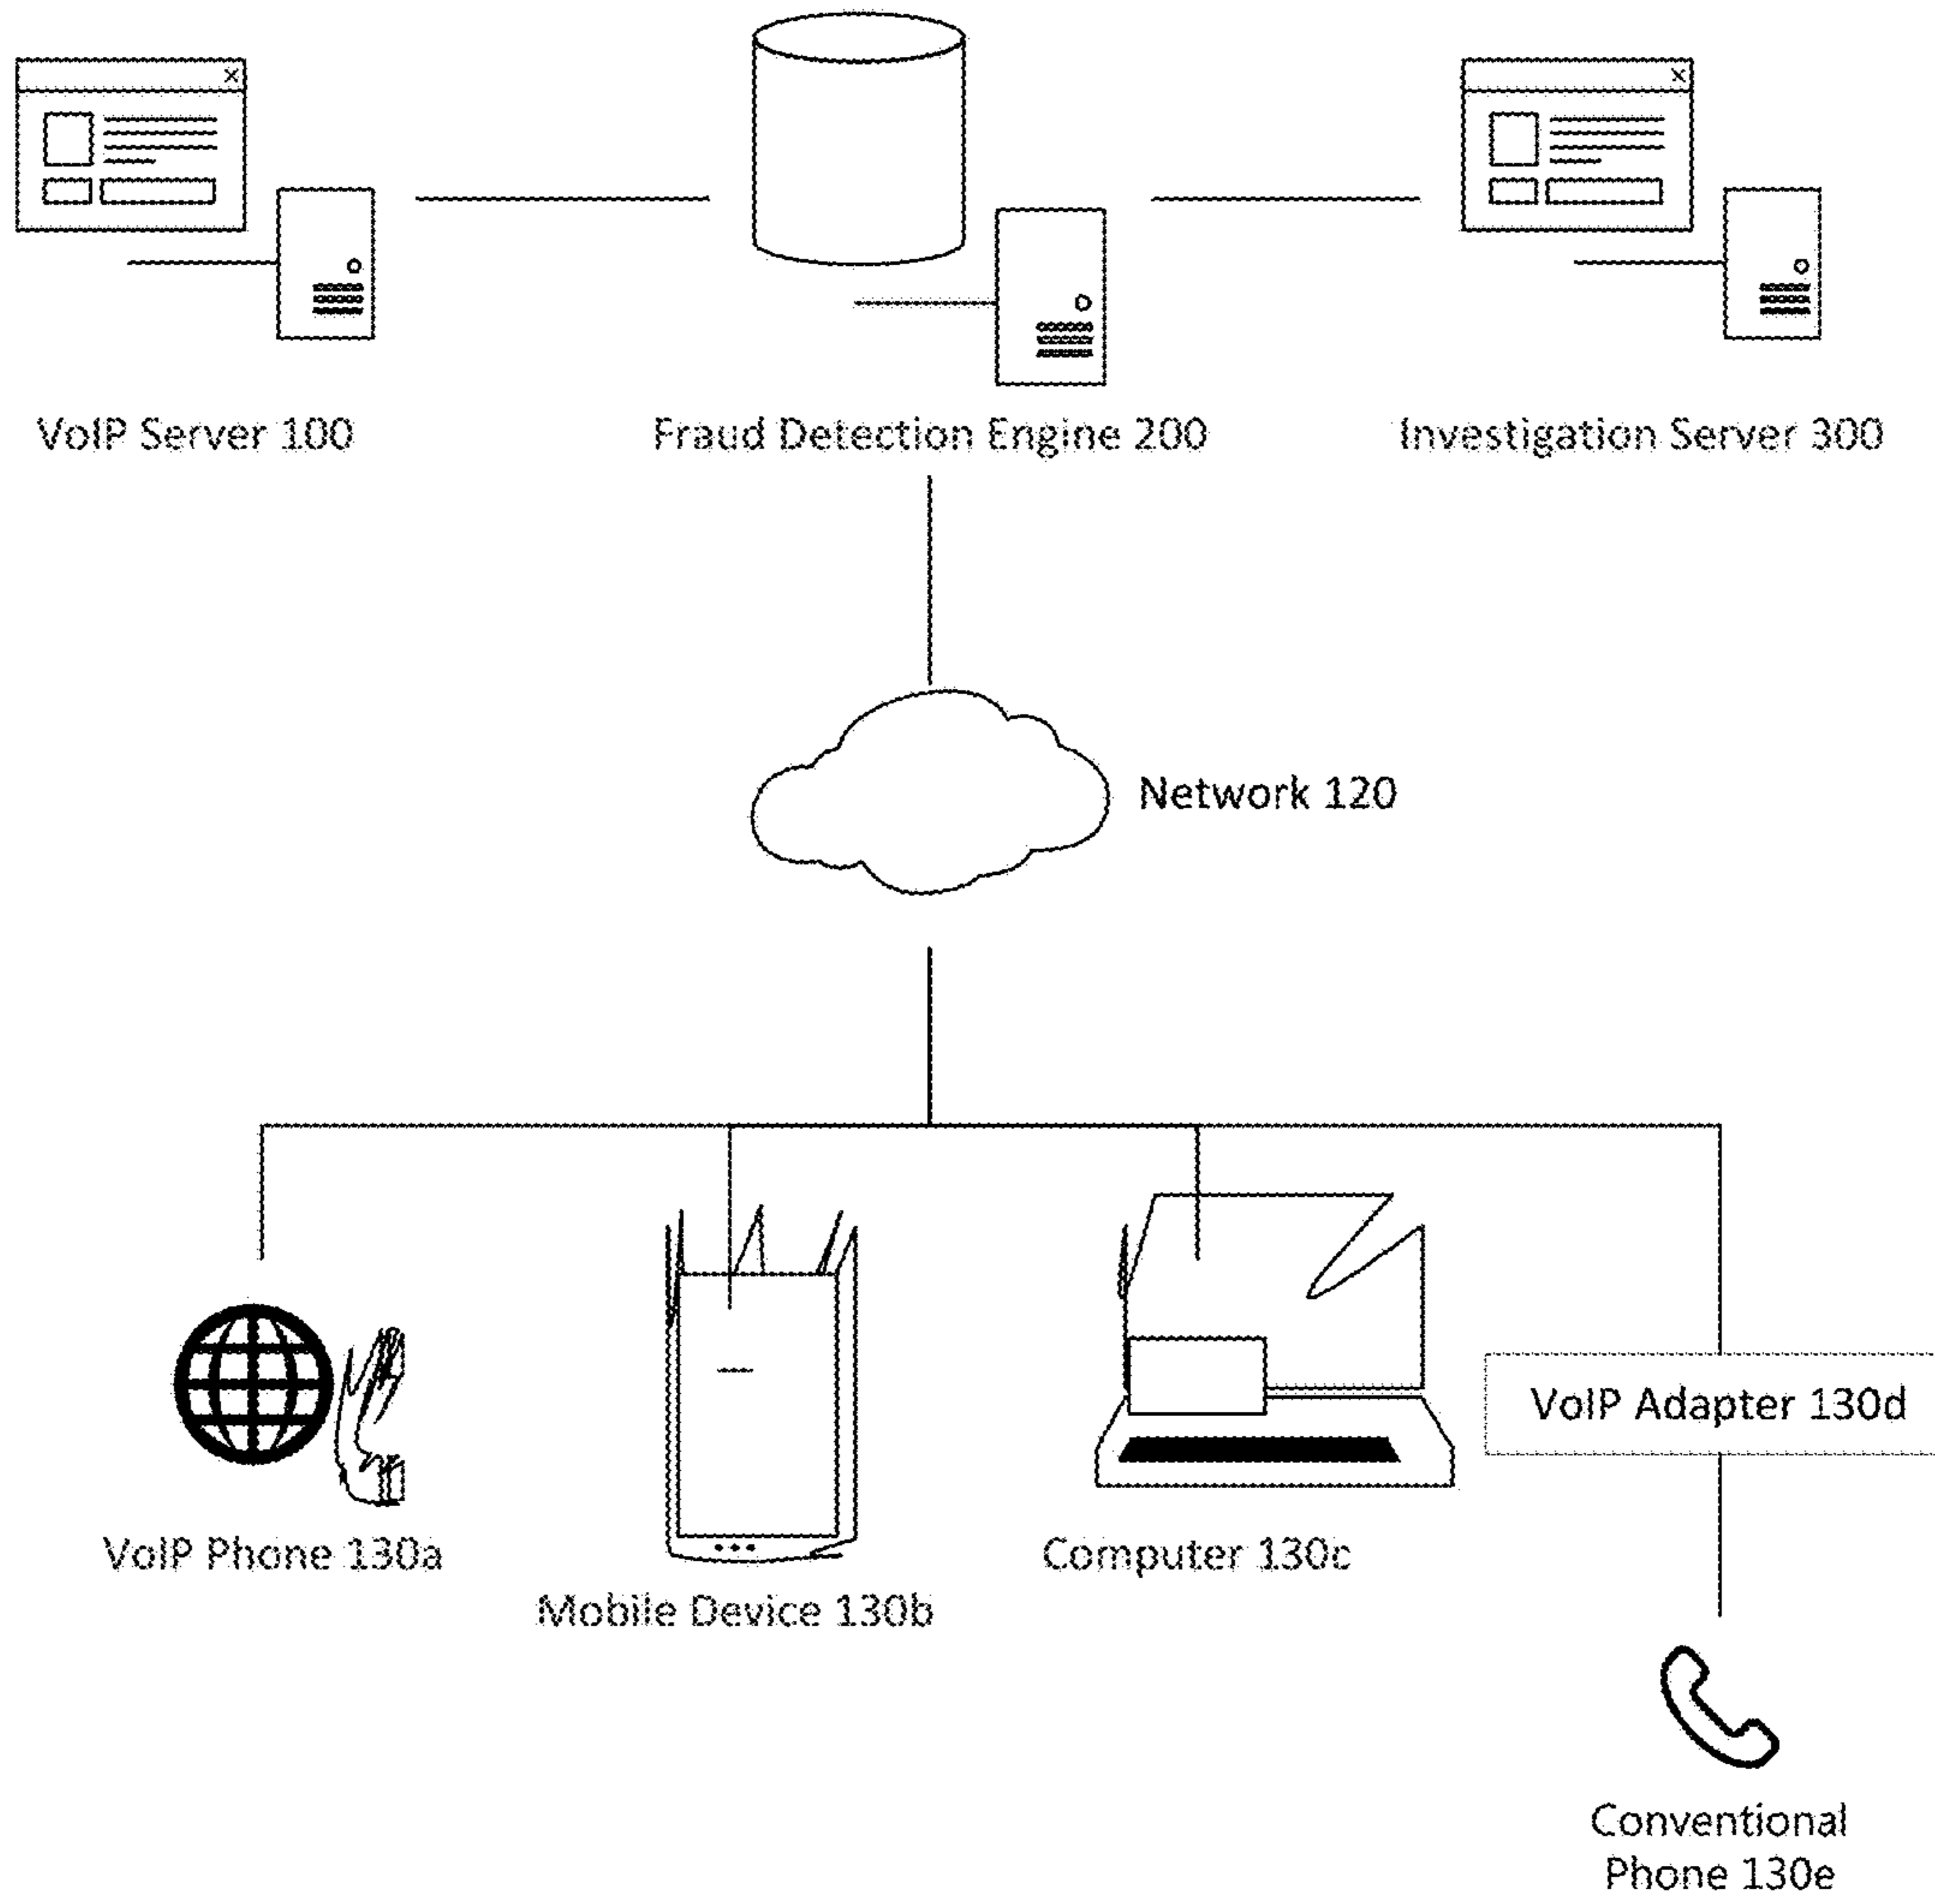 VoIP Server 100
Fraud Detection Engine 200
Investigation Server 300
Network 120
VoIP Adapter 130d
VoIP Phone 130a
Computer 130c
Mobile Device 130b
Conventional
Phone 130e